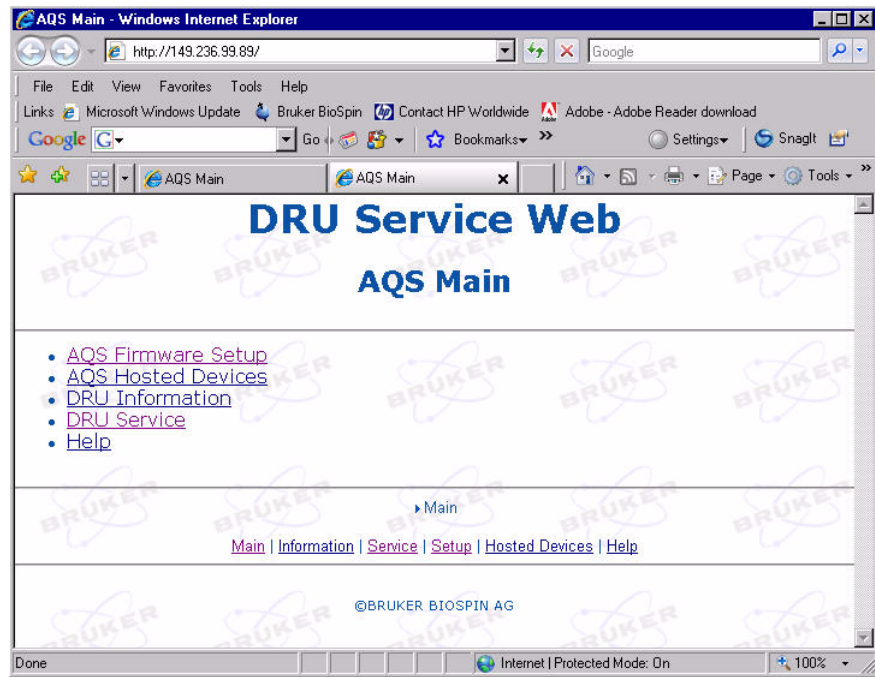 AQS Main - Windows Internet Explorer
http://149.236.99.89/ Google
File Edit View Favorites Tools Help
Links Microsoft Windows Update Bruker BioSpin Contact HP Worldwide Adobe - Adobe Reader download
Google G Go Bookmarks Settings SnagIt
AQS Main AQS Main Page Tools
DRU Service Web
AQS Main
• AQS Firmware Setup
• AQS Hosted Devices
• DRU Information
• DRU Service
• Help
Main
Main | Information | Service | Setup | Hosted Devices | Help
©BRUKER BIOSPIN AG
BRUKER
Done Internet | Protected Mode: On 100%